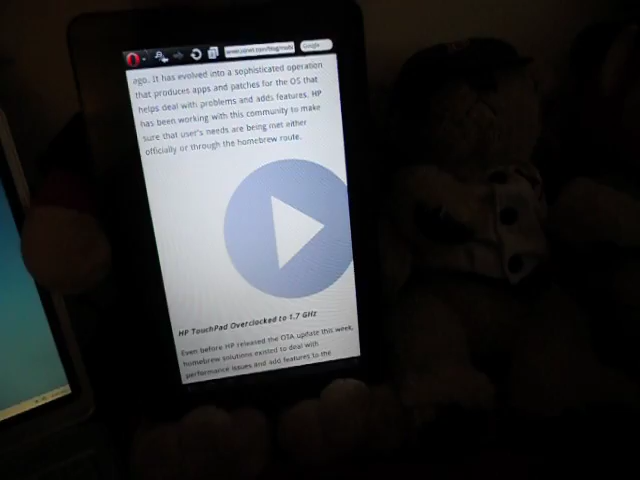 www.zdnet.com/blog/mobi
Google
ago. It has evolved into a sophisticated operation
that produces apps and patches for the OS that
helps deal with problems and adds features. HP
has been working with this community to make
sure that user's needs are being met either
officially or through the homebrew route.
HP TouchPad Overclocked to 1.7 GHz
Even before HP released the OTA update this week,
homebrew solutions existed to deal with
performance issues and add features to the